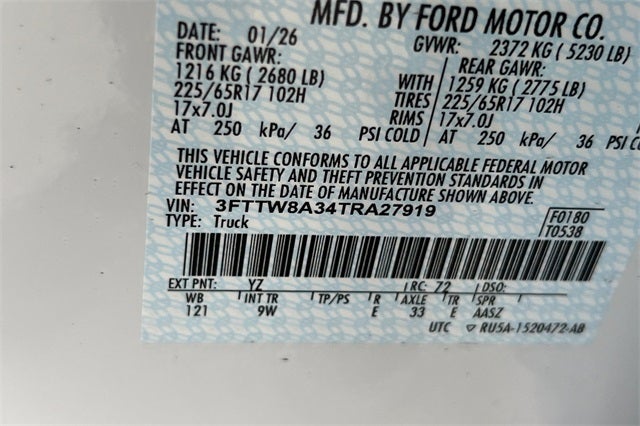 MFD. BY FORD MOTOR CO.
DATE: 01/26 GVWR: 2372 KG ( 5230 LB)
FRONT GAWR: REAR GAWR:
1216 KG ( 2680 LB) WITH 1259 KG ( 2775 LB)
225/65R17 102H TIRES 225/65R17 102H
17x7.0J RIMS 17x7.0J
AT 250 kPa/ 36 PSI COLD AT 250 kPa/ 36 PSI C
THIS VEHICLE CONFORMS TO ALL APPLICABLE FEDERAL MOTOR
VEHICLE SAFETY AND THEFT PREVENTION STANDARDS IN
EFFECT ON THE DATE OF MANUFACTURE SHOWN ABOVE.
VIN: 3FTTW8A34TRA27919
TYPE: Truck
F0180
T0538
EXT PNT: YZ RC: 72 DSO:
WB INT TR TP/PS R AXLE TR SPR
121 9W E 33 E AASZ
UTC ▽ RU5A-1520472-AB